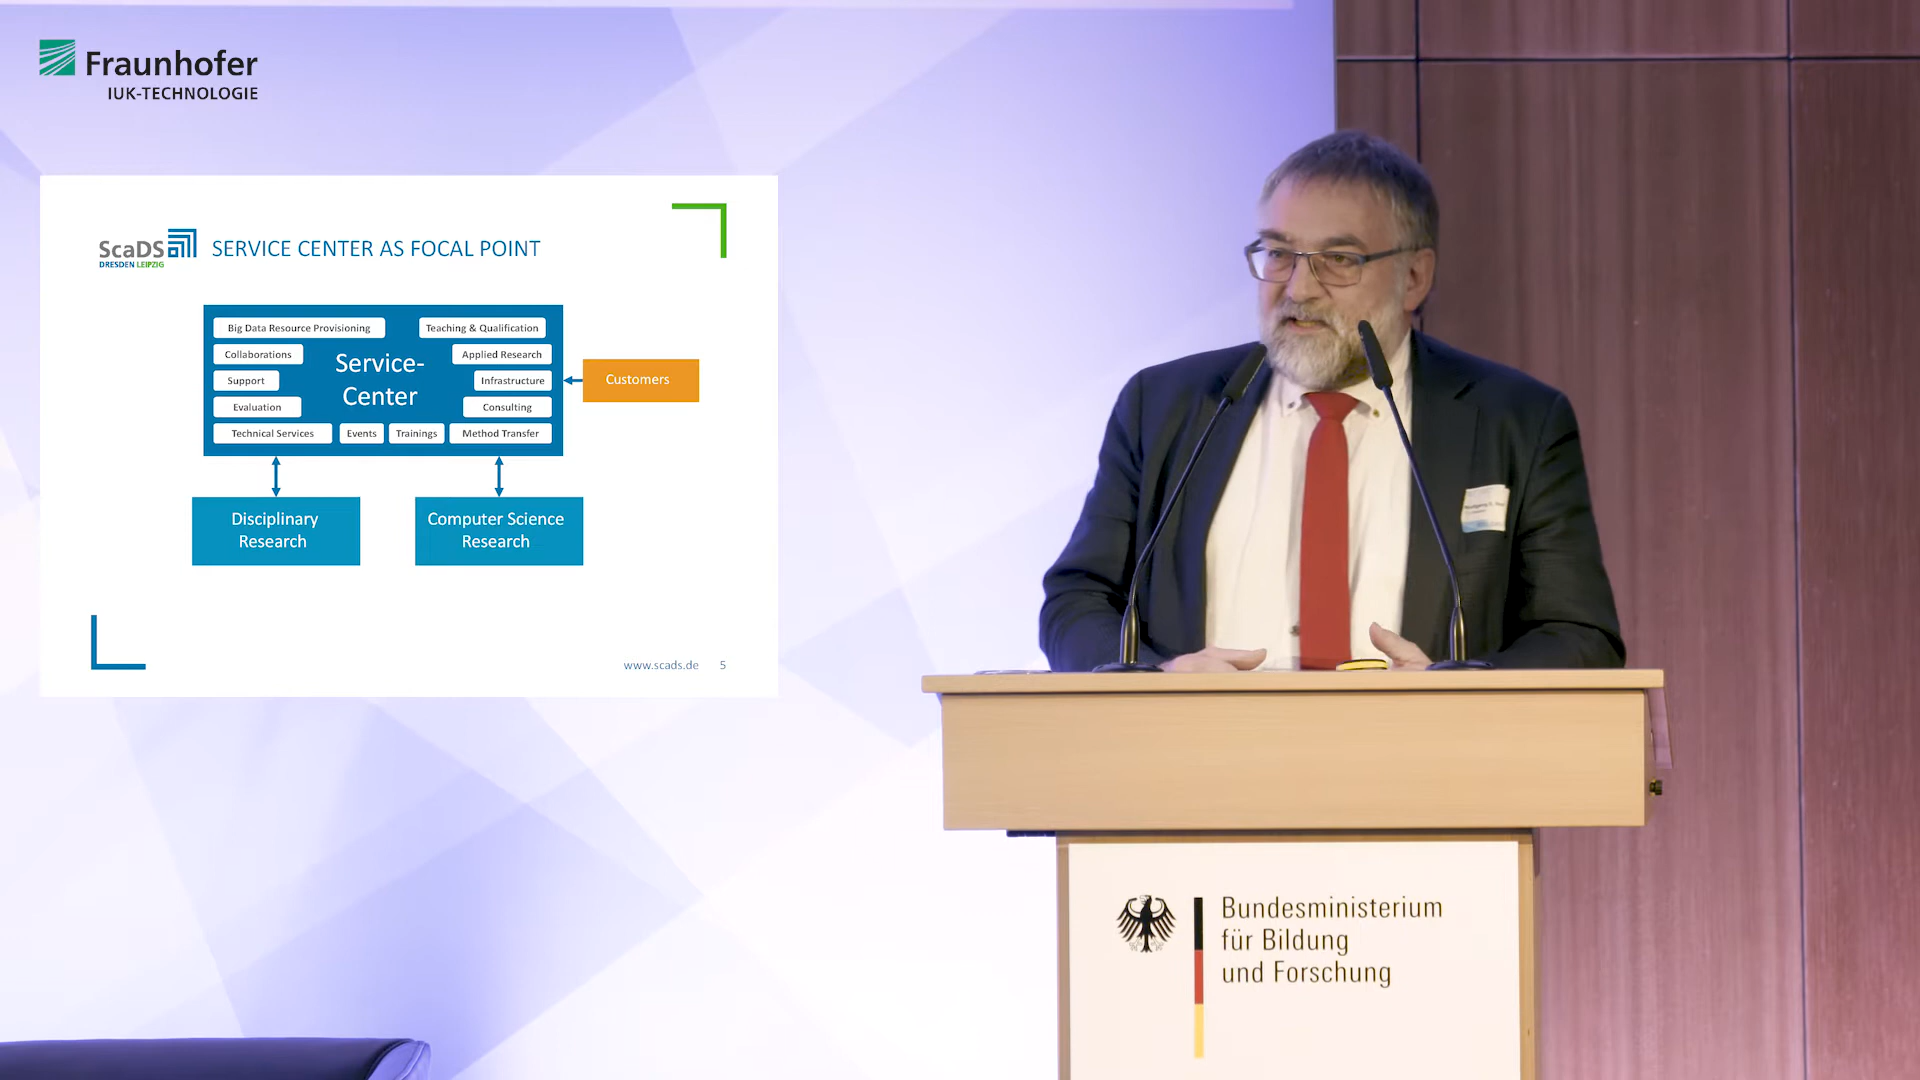 Fraunhofer
IUK-TECHNOLOGIE
ScaDS
DRESDEN LEIPZIG
SERVICE CENTER AS FOCAL POINT
Big Data Resource Provisioning
Teaching & Qualification
Collaborations
Applied Research
Support
Infrastructure
Evaluation
Consulting
Technical Services
Events
Trainings
Method Transfer
Service-
Center
Customers
Disciplinary
Research
Computer Science
Research
www.scads.de 5
Bundesministerium
für Bildung
und Forschung